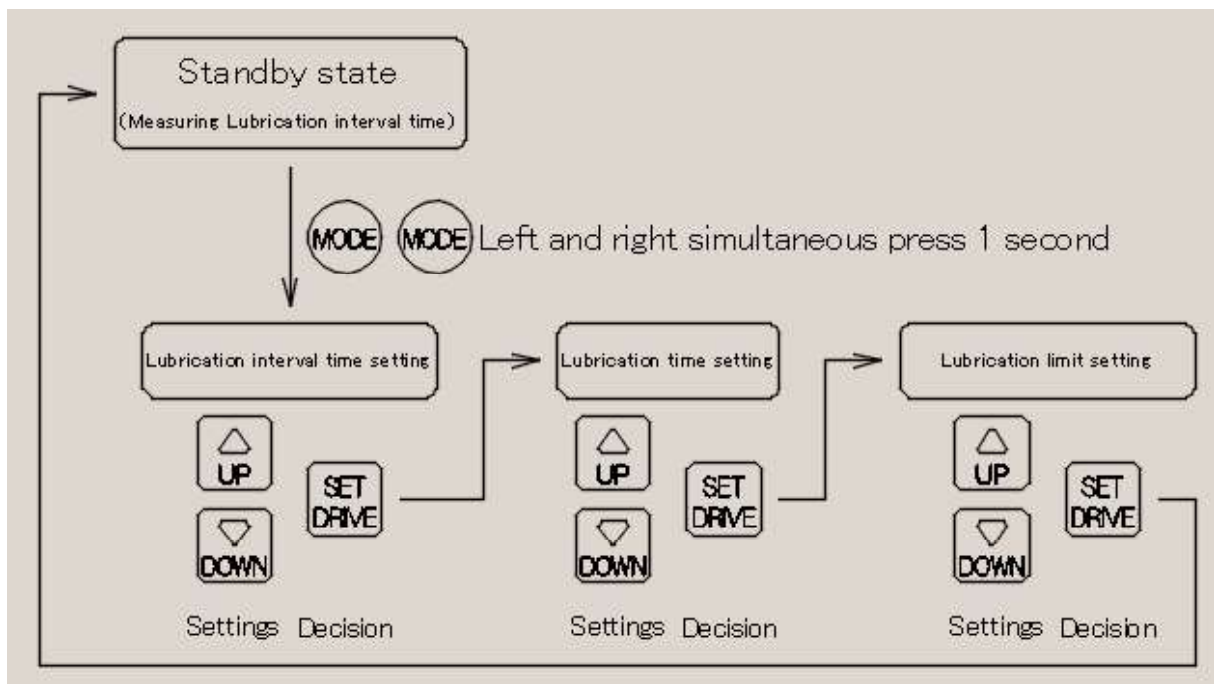 Standby state
(Measuring Lubrication interval time)
MODE MODE Left and right simultaneous press 1 second
Lubrication interval time setting
Lubrication time setting
Lubrication limit setting
UP
SET
DRIVE
DOWN
UP
SET
DRIVE
DOWN
UP
SET
DRIVE
DOWN
Settings Decision
Settings Decision
Settings Decision